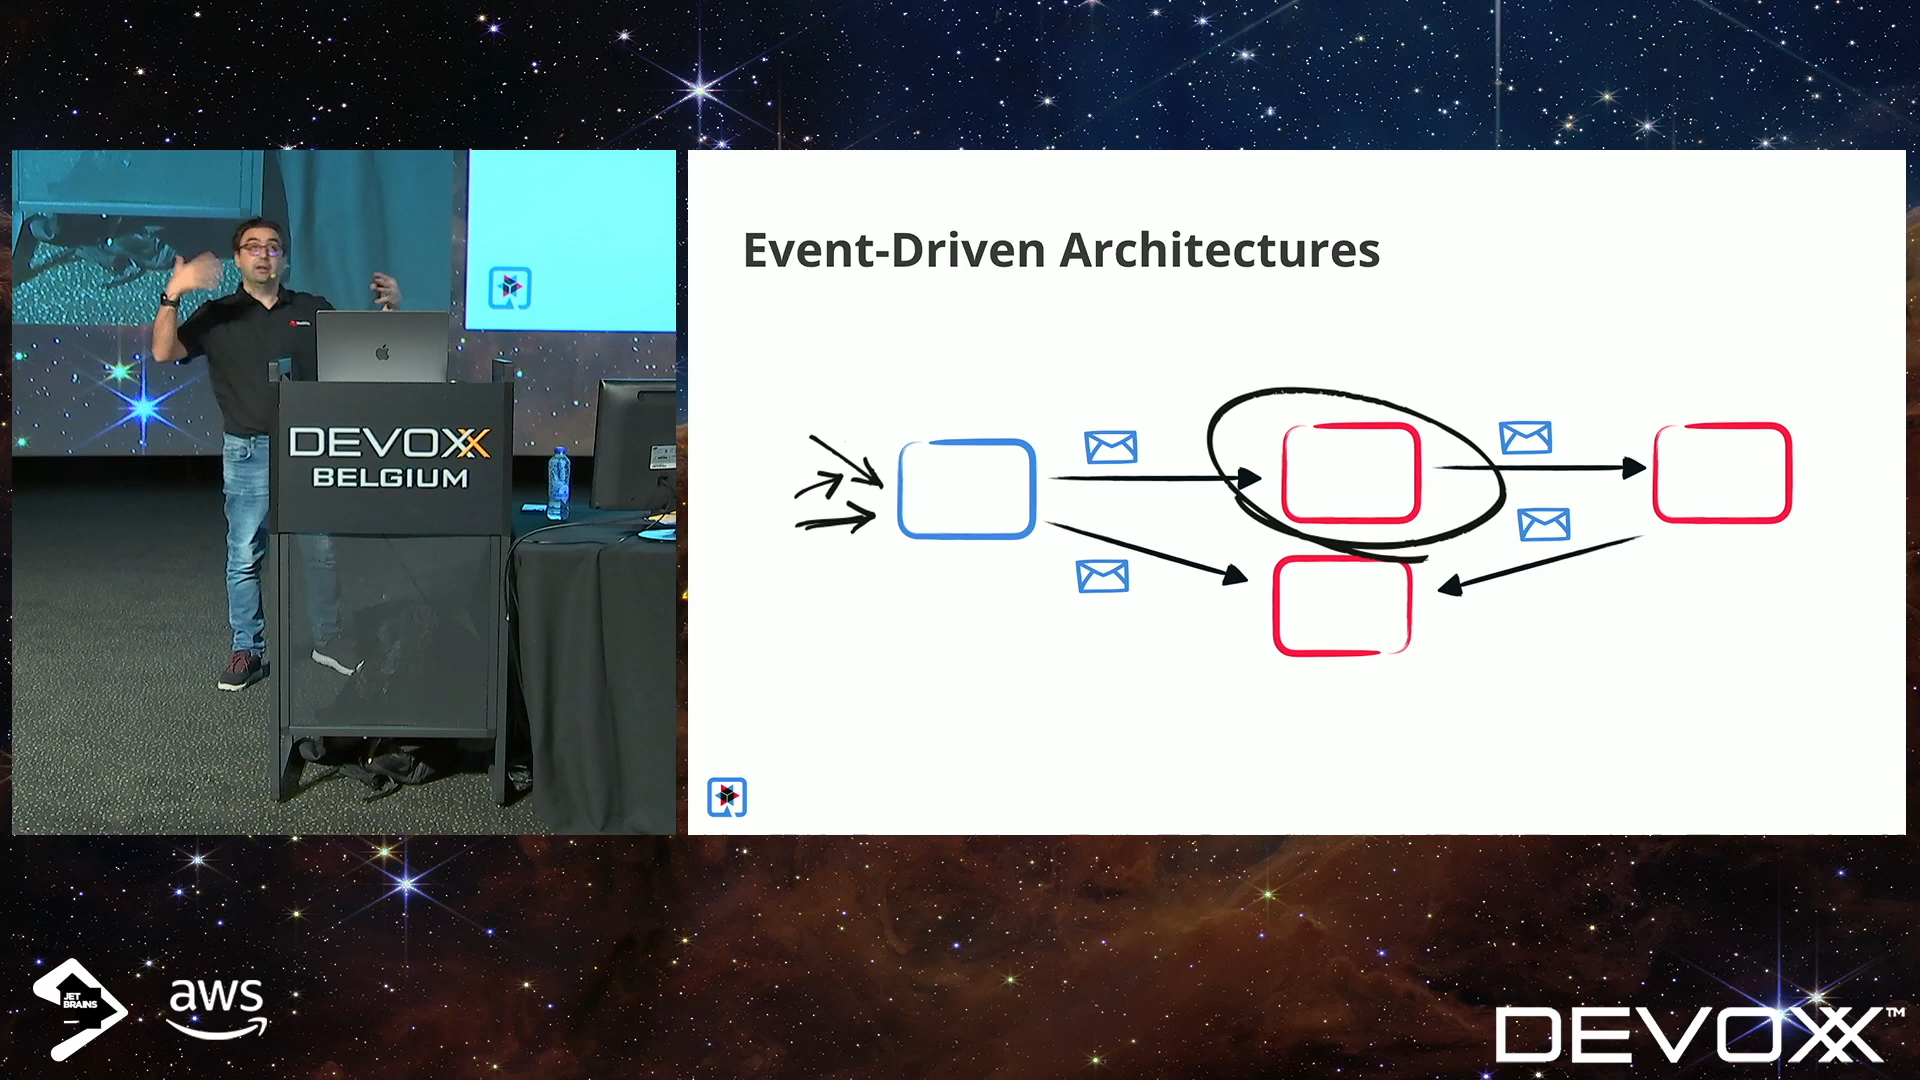 Event-Driven Architectures
DEVOXX
BELGIUM
JET
BRAINS
aws
DEVOXX™